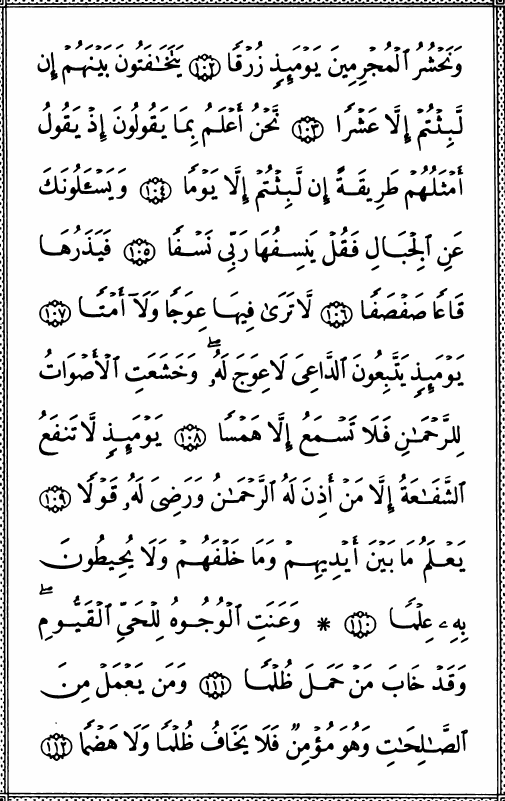 وَنَحْشُرُ ٱلْمُجْرِمِينَ يَوْمَئِذٍ زُرْقًا ١٠٢ يَتَخَٰفَتُونَ بَيْنَهُمْ إِن
لَّبِثْتُمْ إِلَّا عَشْرًا ١٠٣ نَّحْنُ أَعْلَمُ بِمَا يَقُولُونَ إِذْ يَقُولُ
أَمْثَلُهُمْ طَرِيقَةً إِن لَّبِثْتُمْ إِلَّا يَوْمًا ١٠٤ وَيَسْـَٔلُونَكَ
عَنِ ٱلْجِبَالِ فَقُلْ يَنسِفُهَا رَبِّى نَسْفًا ١٠٥ فَيَذَرُهَا
قَاعًا صَفْصَفًا ١٠٦ لَّا تَرَىٰ فِيهَا عِوَجًا وَلَآ أَمْتًا ١٠٧
يَوْمَئِذٍ يَتَّبِعُونَ ٱلدَّاعِىَ لَا عِوَجَ لَهُۥ ۖ وَخَشَعَتِ ٱلْأَصْوَاتُ
لِلرَّحْمَٰنِ فَلَا تَسْمَعُ إِلَّا هَمْسًا ١٠٨ يَوْمَئِذٍ لَّا تَنفَعُ
ٱلشَّفَٰعَةُ إِلَّا مَنْ أَذِنَ لَهُ ٱلرَّحْمَٰنُ وَرَضِىَ لَهُۥ قَوْلًا ١٠٩
يَعْلَمُ مَا بَيْنَ أَيْدِيهِمْ وَمَا خَلْفَهُمْ وَلَا يُحِيطُونَ
بِهِۦ عِلْمًا ١١٠ * وَعَنَتِ ٱلْوُجُوهُ لِلْحَىِّ ٱلْقَيُّومِ ۖ
وَقَدْ خَابَ مَنْ حَمَلَ ظُلْمًا ١١١ وَمَن يَعْمَلْ مِنَ
ٱلصَّٰلِحَٰتِ وَهُوَ مُؤْمِنٌ فَلَا يَخَافُ ظُلْمًا وَلَا هَضْمًا ١١٢